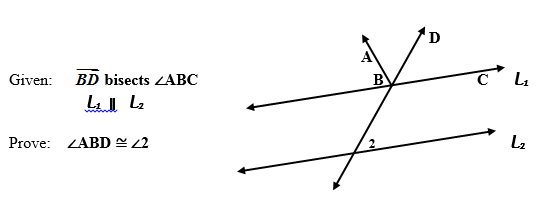 Given: BD bisects ∠ABC
L₁ ∥ L₂
Prove: ∠ABD ≅ ∠2
D
A
B
C
L₁
2
L₂